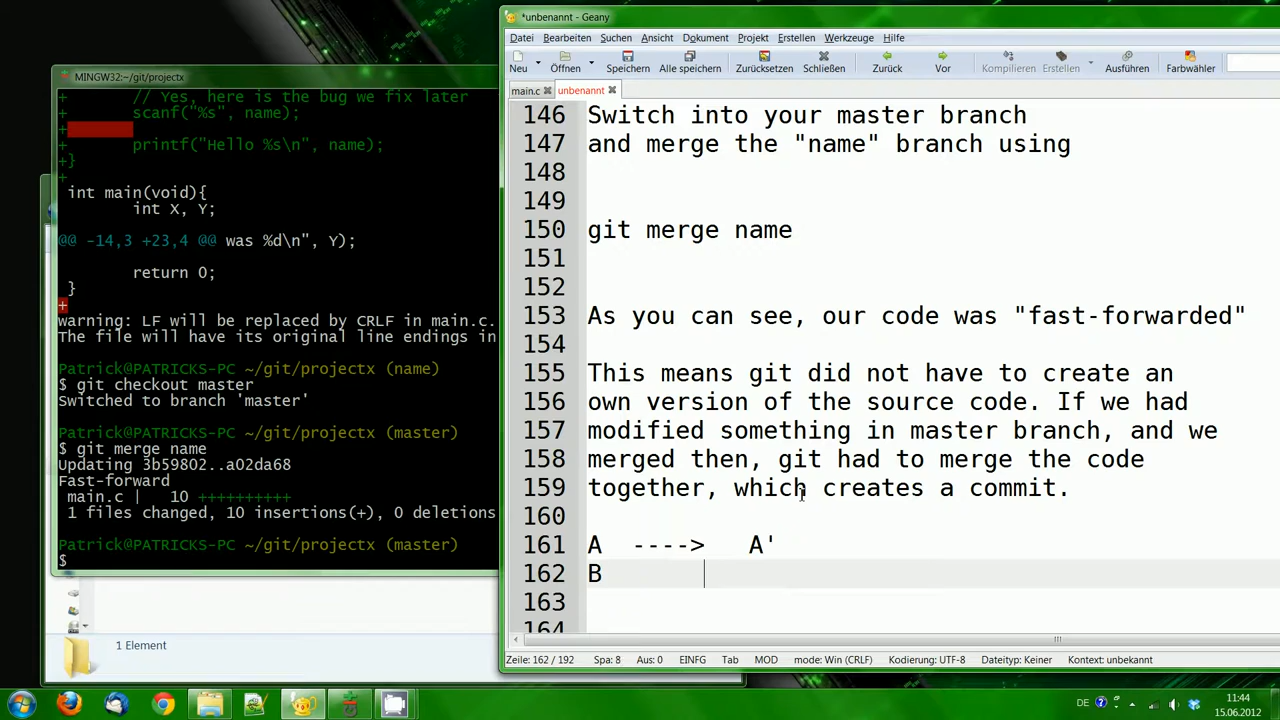 *unbenannt - Geany
Datei Bearbeiten Suchen Ansicht Dokument Projekt Erstellen Werkzeuge Hilfe
Neu Öffnen Speichern Alle speichern Zurücksetzen Schließen Zurück Vor Kompilieren Erstellen Ausführen Farbwähler
main.c unbenannt
MINGW32:~/git/projectx
+ // Yes, here is the bug we fix later
+ scanf("%s", name);
+
+ printf("Hello %s\n", name);
+}
+
int main(void){
int X, Y;
@@ -14,3 +23,4 @@ was %d\n", Y);
return 0;
}
+
warning: LF will be replaced by CRLF in main.c.
The file will have its original line endings in
Patrick@PATRICKS-PC ~/git/projectx (name)
$ git checkout master
Switched to branch 'master'
Patrick@PATRICKS-PC ~/git/projectx (master)
$ git merge name
Updating 3b59802..a02da68
Fast-forward
main.c | 10 ++++++++++
1 files changed, 10 insertions(+), 0 deletions
Patrick@PATRICKS-PC ~/git/projectx (master)
$
1 Element
146 Switch into your master branch
147 and merge the "name" branch using
148
149
150 git merge name
151
152
153 As you can see, our code was "fast-forwarded"
154
155 This means git did not have to create an
156 own version of the source code. If we had
157 modified something in master branch, and we
158 merged then, git had to merge the code
159 together, which creates a commit.
160
161 A ----> A'
162 B
163
164
Zeile: 162 / 192 Spa: 8 Aus: 0 EINFG Tab MOD mode: Win (CRLF) Kodierung: UTF-8 Dateityp: Keiner Kontext: unbekannt
DE
11:44
15.06.2012